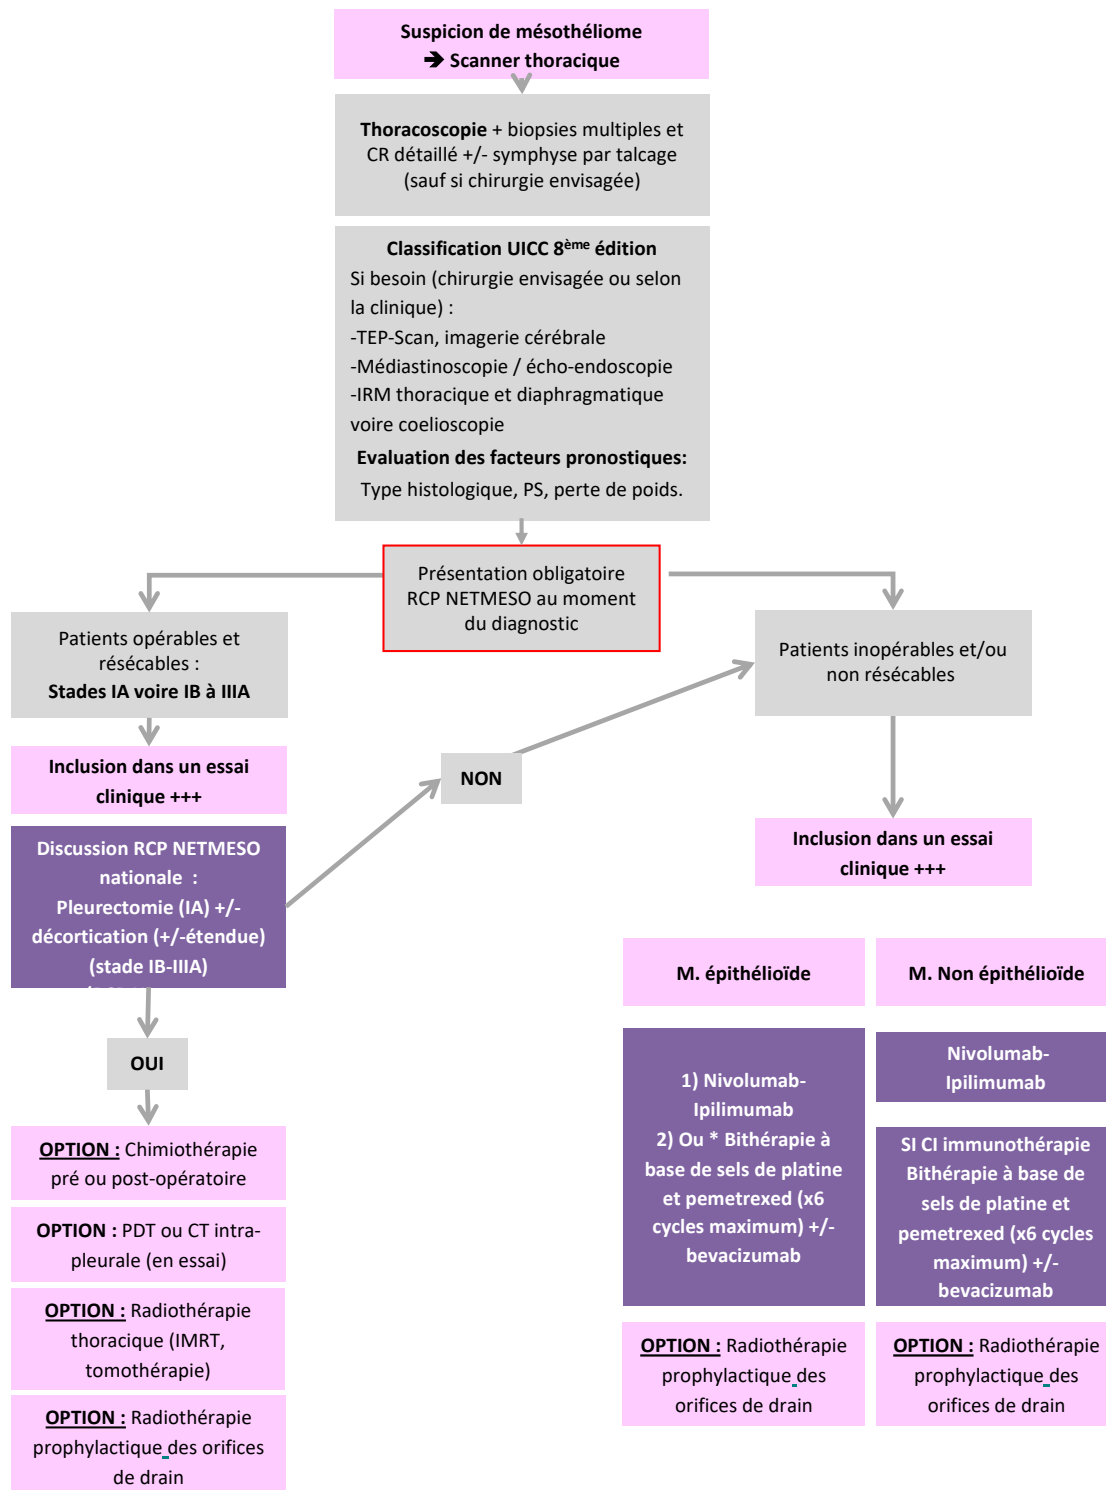 Suspicion de mésothéliome
➔ Scanner thoracique
Thoracoscopie + biopsies multiples et
CR détaillé +/- symphyse par talcage
(sauf si chirurgie envisagée)
Classification UICC 8ème édition
Si besoin (chirurgie envisagée ou selon
la clinique) :
-TEP-Scan, imagerie cérébrale
-Médiastinoscopie / écho-endoscopie
-IRM thoracique et diaphragmatique
voire coelioscopie
Evaluation des facteurs pronostiques:
Type histologique, PS, perte de poids.
Présentation obligatoire
RCP NETMESO au moment
du diagnostic
Patients opérables et
résécables :
Stades IA voire IB à IIIA
Inclusion dans un essai
clinique +++
Discussion RCP NETMESO
nationale :
Pleurectomie (IA) +/-
décortication (+/-étendue)
(stade IB-IIIA)
NON
OUI
OPTION : Chimiothérapie
pré ou post-opératoire
OPTION : PDT ou CT intra-
pleurale (en essai)
OPTION : Radiothérapie
thoracique (IMRT,
tomothérapie)
OPTION : Radiothérapie
prophylactique des orifices
de drain
Patients inopérables et/ou
non résécables
Inclusion dans un essai
clinique +++
M. épithélioïde
1) Nivolumab-
Ipilimumab
2) Ou * Bithérapie à
base de sels de platine
et pemetrexed (x6
cycles maximum) +/-
bevacizumab
OPTION : Radiothérapie
prophylactique des
orifices de drain
M. Non épithélioïde
Nivolumab-
Ipilimumab
SI CI immunothérapie
Bithérapie à base de
sels de platine et
pemetrexed (x6 cycles
maximum) +/-
bevacizumab
OPTION : Radiothérapie
prophylactique des
orifices de drain